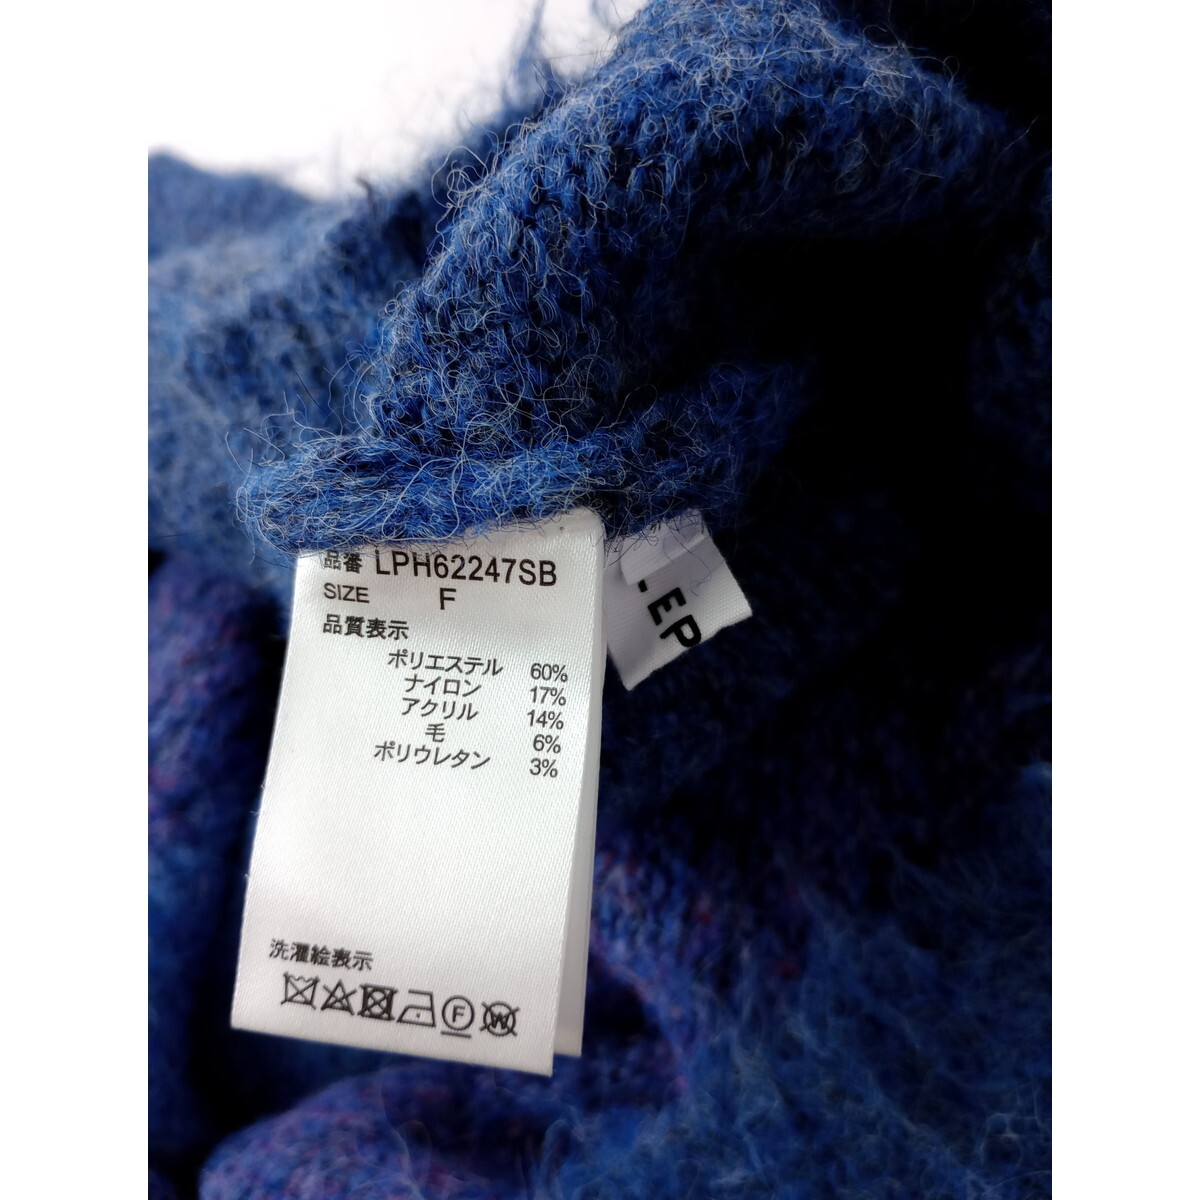 品番 LPH62247SB
SIZE F
品質表示
ポリエステル 60%
ナイロン 17%
アクリル 14%
毛 6%
ポリウレタン 3%
洗濯絵表示
F W
.EP